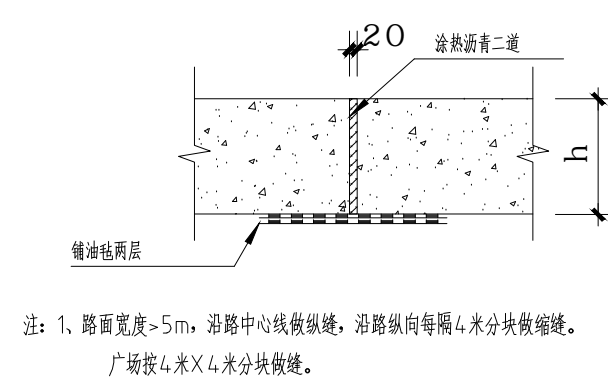 20
涂热沥青二道
h
铺油毡两层
注：1、路面宽度>5m，沿路中心线做纵缝，沿路纵向每隔4米分块做缩缝。
广场按4米X4米分块做缝。